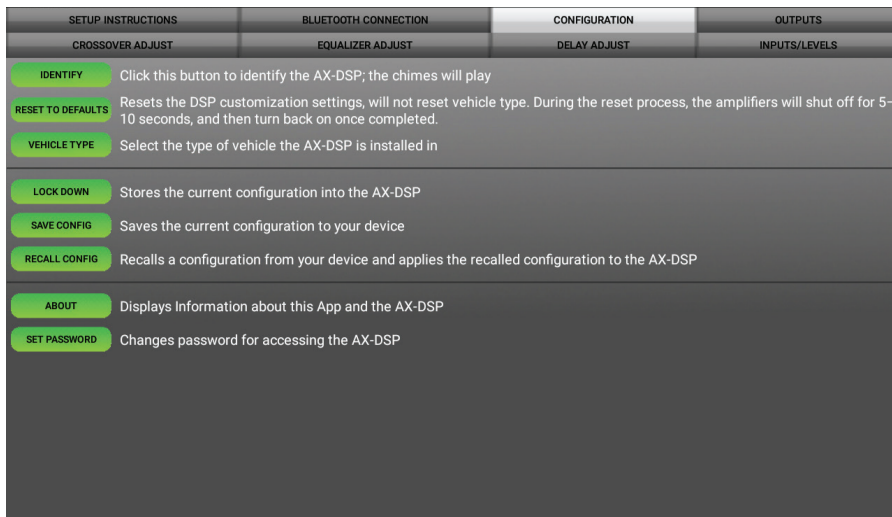 SETUP INSTRUCTIONS BLUETOOTH CONNECTION CONFIGURATION OUTPUTS
CROSSOVER ADJUST EQUALIZER ADJUST DELAY ADJUST INPUTS/LEVELS
IDENTIFY Click this button to identify the AX-DSP; the chimes will play
RESET TO DEFAULTS Resets the DSP customization settings, will not reset vehicle type. During the reset process, the amplifiers will shut off for 5-
10 seconds, and then turn back on once completed.
VEHICLE TYPE Select the type of vehicle the AX-DSP is installed in
LOCK DOWN Stores the current configuration into the AX-DSP
SAVE CONFIG Saves the current configuration to your device
RECALL CONFIG Recalls a configuration from your device and applies the recalled configuration to the AX-DSP
ABOUT Displays Information about this App and the AX-DSP
SET PASSWORD Changes password for accessing the AX-DSP